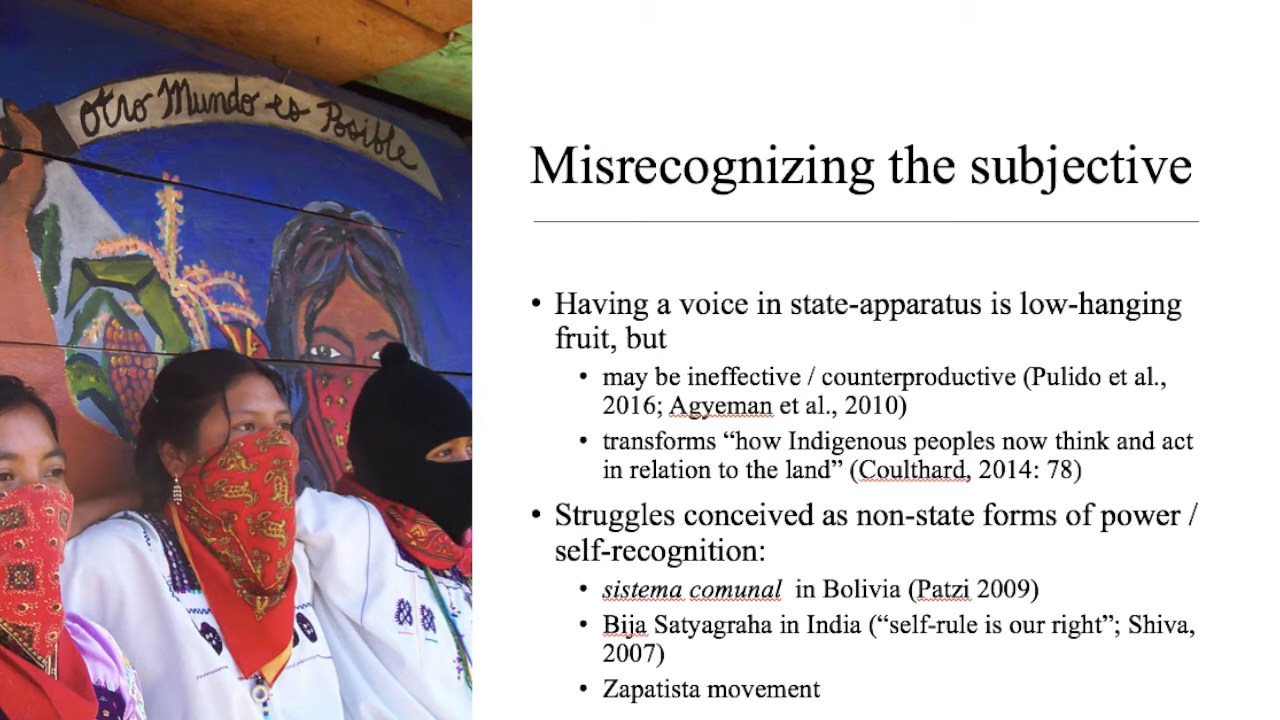 Otro Mundo es Posible
Misrecognizing the subjective
• Having a voice in state-apparatus is low-hanging
fruit, but
• may be ineffective / counterproductive (Pulido et al.,
2016; Agyeman et al., 2010)
• transforms “how Indigenous peoples now think and act
in relation to the land” (Coulthard, 2014: 78)
• Struggles conceived as non-state forms of power /
self-recognition:
• sistema comunal in Bolivia (Patzi 2009)
• Bija Satyagraha in India (“self-rule is our right”; Shiva,
2007)
• Zapatista movement